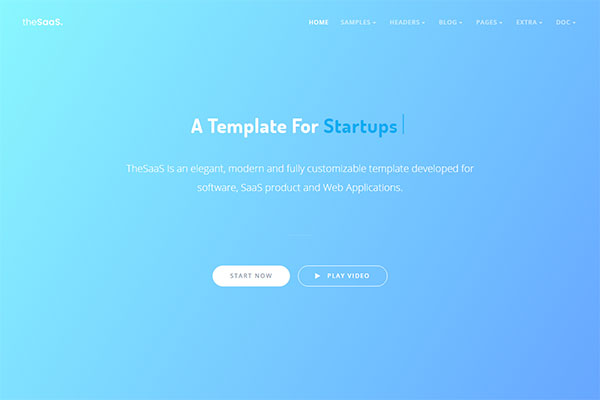 theSaaS.
HOME SAMPLES HEADERS BLOG PAGES EXTRA DOC
A Template For Startups
TheSaaS is an elegant, modern and fully customizable template developed for
software, SaaS product and Web Applications.
START NOW
PLAY VIDEO